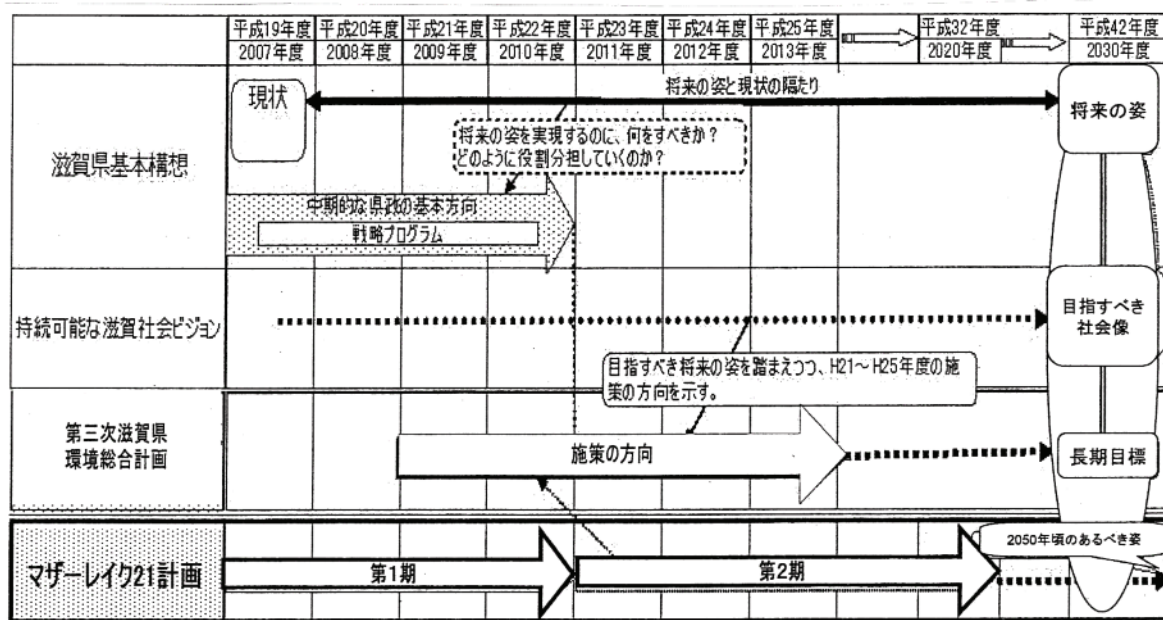 平成19年度 平成20年度 平成21年度 平成22年度 平成23年度 平成24年度 平成25年度 平成32年度 平成42年度
2007年度 2008年度 2009年度 2010年度 2011年度 2012年度 2013年度 2020年度 2030年度
滋賀県基本構想
現状
将来の姿と現状の隔たり
将来の姿
将来の姿を実現するのに、何をすべきか?
どのように役割分担していくのか?
中期的な県政の基本方向
戦略プログラム
持続可能な滋賀社会ビジョン
目指すべき
社会像
目指すべき将来の姿を踏まえつつ、H21~H25年度の施
策の方向を示す。
第三次滋賀県
環境総合計画
施策の方向
長期目標
マザーレイク21計画
第1期
第2期
2050年頃のあるべき姿